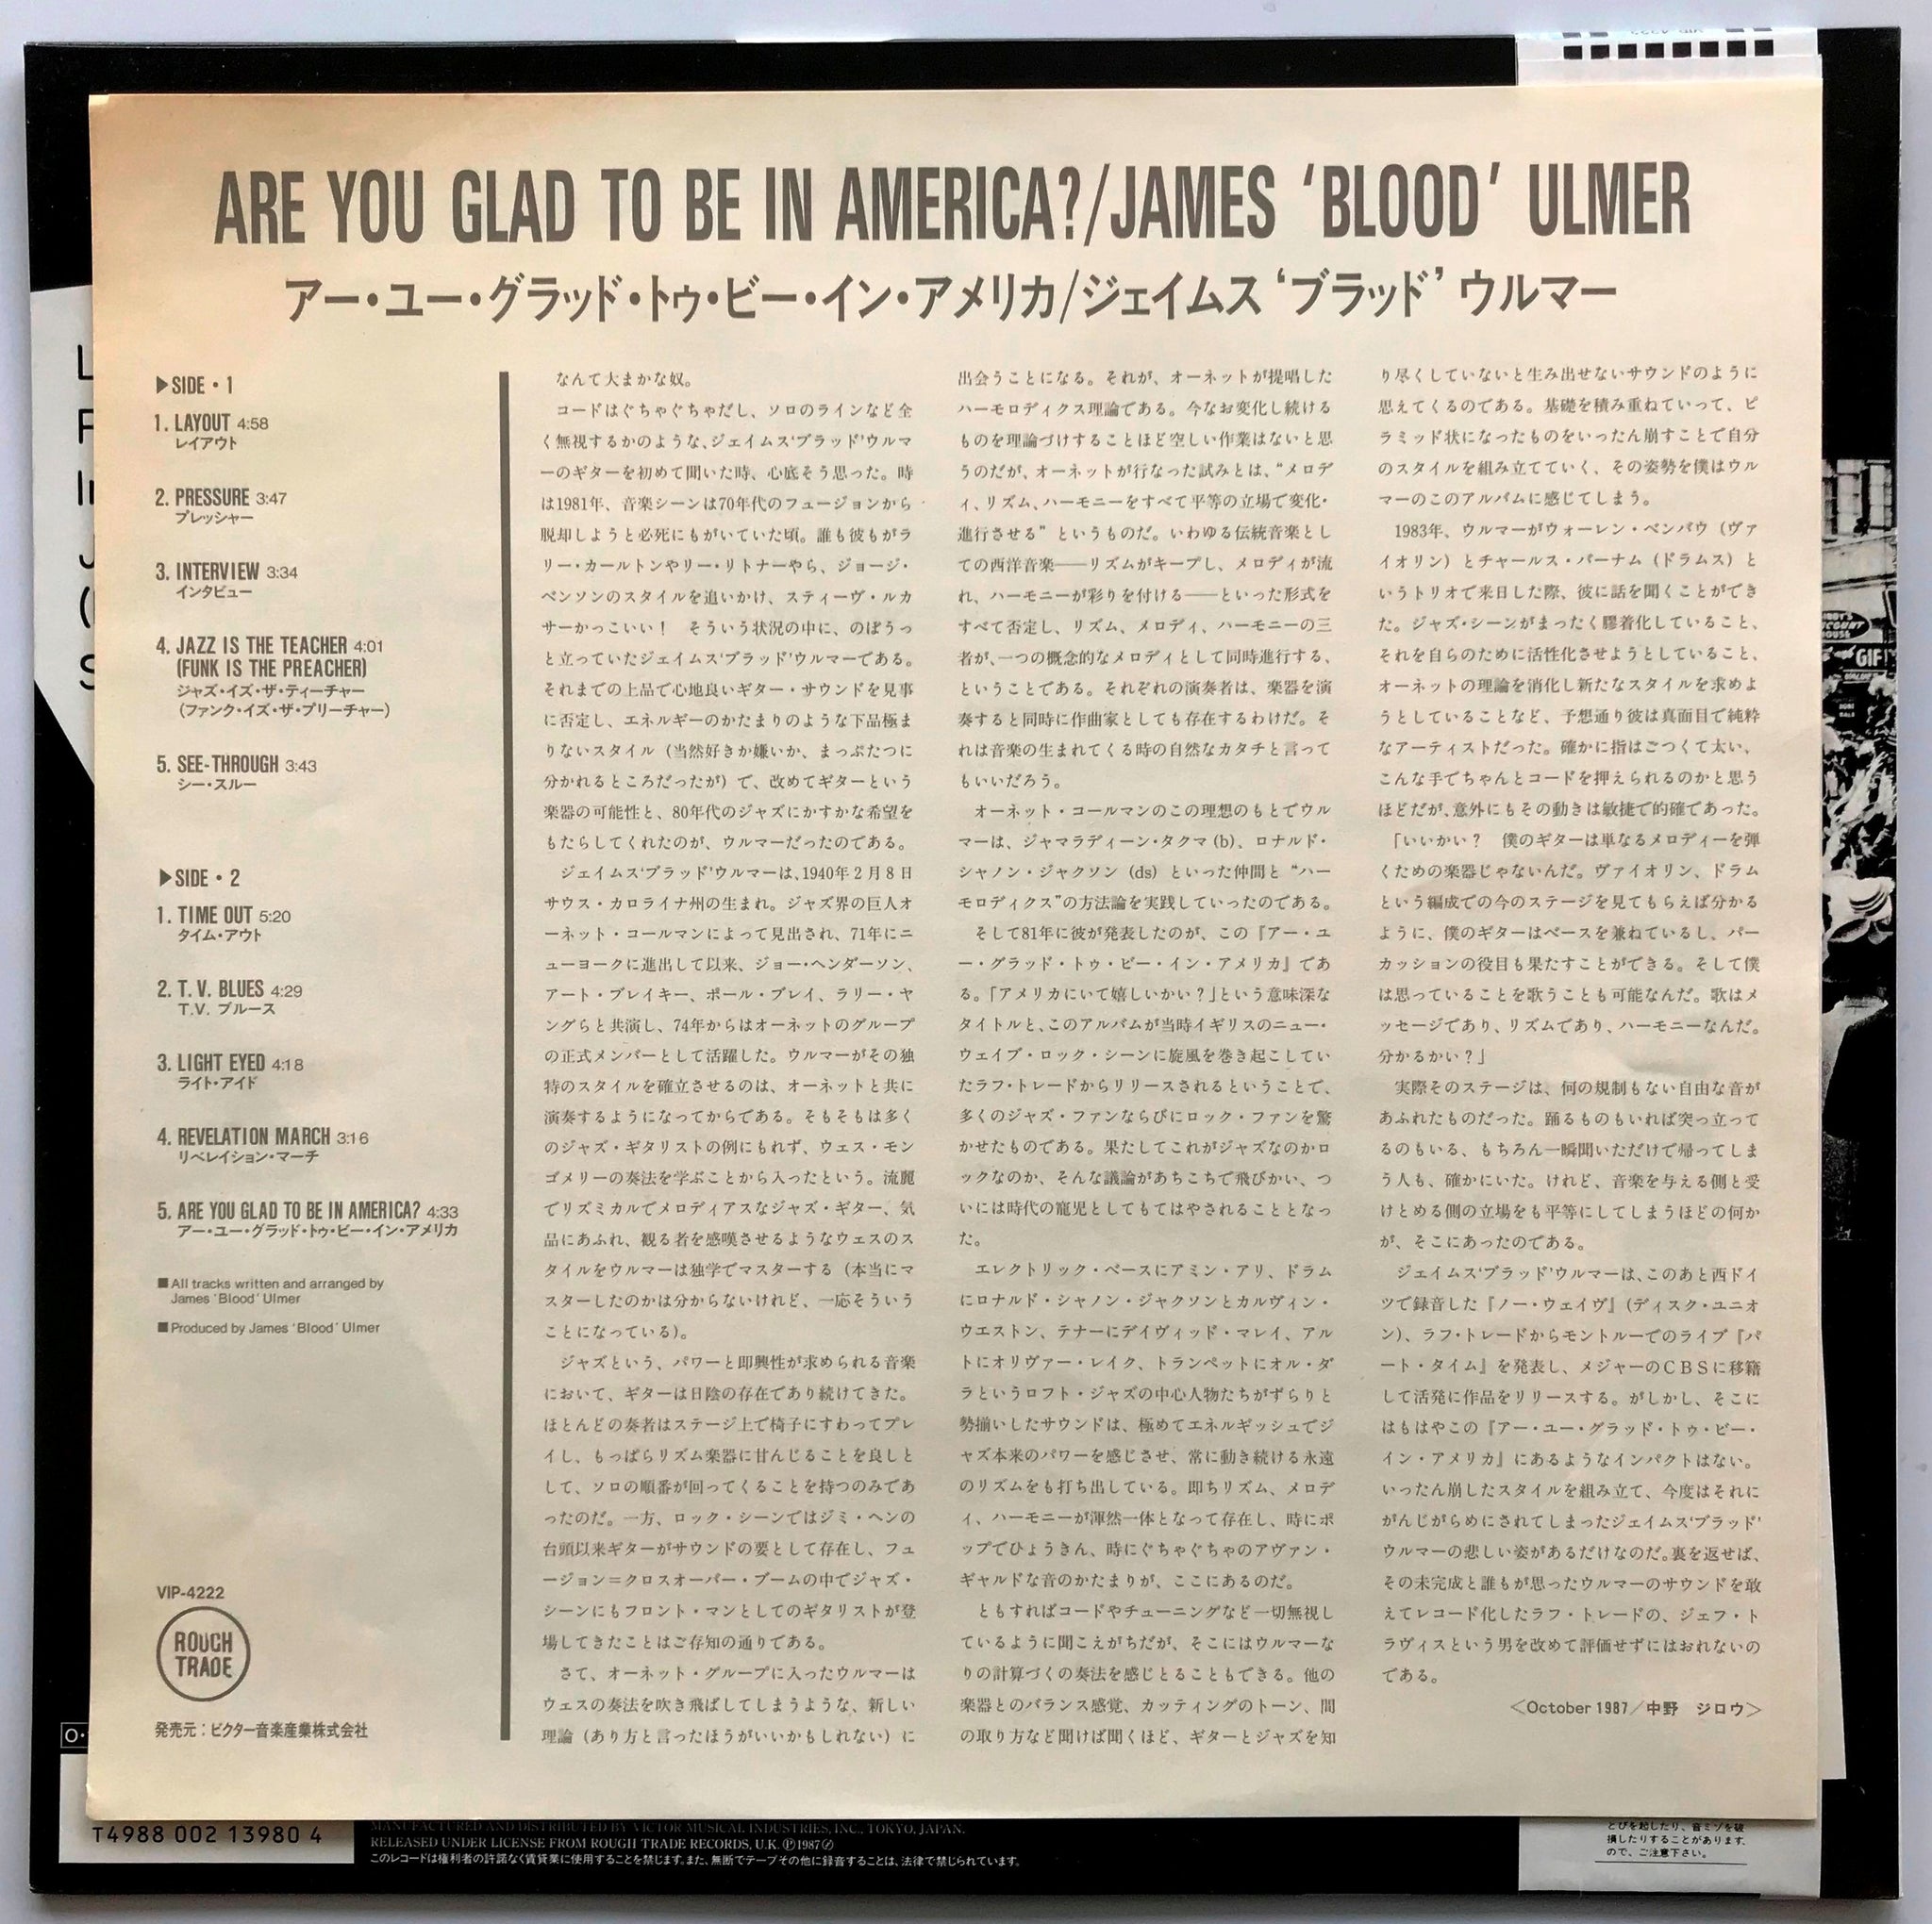 ARE YOU GLAD TO BE IN AMERICA?/JAMES ‘BLOOD’ ULMER
アー・ユー・グラッド・トゥ・ビー・イン・アメリカ/ジェイムス‘ブラッド’ウルマー
▶SIDE・1
1. LAYOUT 4:58
レイアウト
2. PRESSURE 3:47
プレッシャー
3. INTERVIEW 3:34
インタビュー
4. JAZZ IS THE TEACHER 4:01
(FUNK IS THE PREACHER)
ジャズ・イズ・ザ・ティーチャー
（ファンク・イズ・ザ・プリーチャー）
5. SEE-THROUGH 3:43
シー・スルー
▶SIDE・2
1. TIME OUT 5:20
タイム・アウト
2. T. V. BLUES 4:29
T.V. ブルース
3. LIGHT EYED 4:18
ライト・アイド
4. REVELATION MARCH 3:16
リベレイション・マーチ
5. ARE YOU GLAD TO BE IN AMERICA? 4:33
アー・ユー・グラッド・トゥ・ビー・イン・アメリカ
■All tracks written and arranged by
James ‘Blood’ Ulmer
■Produced by James ‘Blood’ Ulmer
VIP-4222
ROUGH
TRADE
発売元：ビクター音楽産業株式会社
なんて大まかな奴。
コードはぐちゃぐちゃだし、ソロのラインなど全
く無視するかのような、ジェイムス‘ブラッド’ウルマ
ーのギターを初めて聞いた時、心底そう思った。時
は1981年、音楽シーンは70年代のフュージョンから
脱却しようと必死にもがいていた頃。誰も彼もがラ
リー・カールトンやリー・リトナーやら、ジョージ・
ベンソンのスタイルを追いかけ、スティーヴ・ルカ
サーかっこいい！　そういう状況の中に、のぼうっ
と立っていたジェイムス‘ブラッド’ウルマーである。
それまでの上品で心地良いギター・サウンドを見事
に否定し、エネルギーのかたまりのような下品極ま
りないスタイル（当然好きか嫌いか、まっぷたつに
分かれるところだったが）で、改めてギターという
楽器の可能性と、80年代のジャズにかすかな希望を
もたらしてくれたのが、ウルマーだったのである。
ジェイムス‘ブラッド’ウルマーは、1940年2月8日
サウス・カロライナ州の生まれ。ジャズ界の巨人オ
ーネット・コールマンによって見出され、71年にニ
ューヨークに進出して以来、ジョー・ヘンダーソン、
アート・ブレイキー、ポール・ブレイ、ラリー・ヤ
ングらと共演し、74年からはオーネットのグループ
の正式メンバーとして活躍した。ウルマーがその独
特のスタイルを確立させるのは、オーネットと共に
演奏するようになってからである。そもそもは多く
のジャズ・ギタリストの例にもれず、ウェス・モン
ゴメリーの奏法を学ぶことから入ったという。流麗
でリズミカルでメロディアスなジャズ・ギター、気
品にあふれ、観る者を感嘆させるようなウェスのス
タイルをウルマーは独学でマスターする（本当にマ
スターしたのかは分からないけれど、一応そういう
ことになっている）。
ジャズという、パワーと即興性が求められる音楽
において、ギターは日陰の存在であり続けてきた。
ほとんどの奏者はステージ上で椅子にすわってプレ
イし、もっぱらリズム楽器に甘んじることを良しと
して、ソロの順番が回ってくることを持つのみであ
ったのだ。一方、ロック・シーンではジミ・ヘンの
台頭以来ギターがサウンドの要として存在し、フュ
ージョン＝クロスオーバー・ブームの中でジャズ・
シーンにもフロント・マンとしてのギタリストが登
場してきたことはご存知の通りである。
さて、オーネット・グループに入ったウルマーは
ウェスの奏法を吹き飛ばしてしまうような、新しい
理論（あり方と言ったほうがいいかもしれない）に
出会うことになる。それが、オーネットが提唱した
ハーモロディクス理論である。今なお変化し続ける
ものを理論づけすることほど空しい作業はないと思
うのだが、オーネットが行なった試みとは、“メロデ
ィ、リズム、ハーモニーをすべて平等の立場で変化・
進行させる” というものだ。いわゆる伝統音楽とし
ての西洋音楽――リズムがキープし、メロディが流
れ、ハーモニーが彩りを付ける――といった形式を
すべて否定し、リズム、メロディ、ハーモニーの三
者が、一つの概念的なメロディとして同時進行する、
ということである。それぞれの演奏者は、楽器を演
奏すると同時に作曲家としても存在するわけだ。そ
れは音楽の生まれてくる時の自然なカタチと言って
もいいだろう。
オーネット・コールマンのこの理想のもとでウル
マーは、ジャマラディーン・タクマ(b)、ロナルド・
シャノン・ジャクソン (ds) といった仲間と “ハー
モロディクス”の方法論を実践していったのである。
そして81年に彼が発表したのが、この『アー・ユ
ー・グラッド・トゥ・ビー・イン・アメリカ』であ
る。「アメリカにいて嬉しいかい？」という意味深な
タイトルと、このアルバムが当時イギリスのニュー・
ウェイブ・ロック・シーンに旋風を巻き起こしてい
たラフ・トレードからリリースされるということで、
多くのジャズ・ファンならびにロック・ファンを驚
かせたものである。果たしてこれがジャズなのかロ
ックなのか、そんな議論があちこちで飛びかい、つ
いには時代の寵児としてもてはやされることとなっ
た。
エレクトリック・ベースにアミン・アリ、ドラム
にロナルド・シャノン・ジャクソンとカルヴィン・
ウエストン、テナーにデイヴィッド・マレイ、アル
トにオリヴァー・レイク、トランペットにオル・ダ
ラというロフト・ジャズの中心人物たちがずらりと
勢揃いしたサウンドは、極めてエネルギッシュでジ
ャズ本来のパワーを感じさせ、常に動き続ける永遠
のリズムをも打ち出している。即ちリズム、メロデ
ィ、ハーモニーが渾然一体となって存在し、時にポ
ップでひょうきん、時にぐちゃぐちゃのアヴァン・
ギャルドな音のかたまりが、ここにあるのだ。
ともすればコードやチューニングなど一切無視し
ているように聞こえがちだが、そこにはウルマーな
りの計算づくの奏法を感じとることもできる。他の
楽器とのバランス感覚、カッティングのトーン、間
の取り方など聞けば聞くほど、ギターとジャズを知
り尽くしていないと生み出せないサウンドのように
思えてくるのである。基礎を積み重ねていって、ピ
ラミッド状になったものをいったん崩すことで自分
のスタイルを組み立てていく、その姿勢を僕はウル
マーのこのアルバムに感じてしまう。
1983年、ウルマーがウォーレン・ベンバウ（ヴァ
イオリン）とチャールス・バーナム（ドラムス）と
いうトリオで来日した際、彼に話を聞くことができ
た。ジャズ・シーンがまったく膠着化していること、
それを自らのために活性化させようとしていること、
オーネットの理論を消化し新たなスタイルを求めよ
うとしていることなど、予想通り彼は真面目で純粋
なアーティストだった。確かに指はごつくて太い、
こんな手でちゃんとコードを押えられるのかと思う
ほどだが、意外にもその動きは敏捷で的確であった。
「いいかい？　僕のギターは単なるメロディーを弾
くための楽器じゃないんだ。ヴァイオリン、ドラム
という編成での今のステージを見てもらえば分かる
ように、僕のギターはベースを兼ねているし、パー
カッションの役目も果たすことができる。そして僕
は思っていることを歌うことも可能なんだ。歌はメ
ッセージであり、リズムであり、ハーモニーなんだ。
分かるかい？」
実際そのステージは、何の規制もない自由な音が
あふれたものだった。踊るものもいれば突っ立って
るのもいる、もちろん一瞬聞いただけで帰ってしま
う人も、確かにいた。けれど、音楽を与える側と受
けとめる側の立場をも平等にしてしまうほどの何か
が、そこにあったのである。
ジェイムス‘ブラッド’ウルマーは、このあと西ドイ
ツで録音した『ノー・ウェイヴ』（ディスク・ユニオ
ン）、ラフ・トレードからモントルーでのライブ『パ
ート・タイム』を発表し、メジャーのCBSに移籍
して活発に作品をリリースする。がしかし、そこに
はもはやこの『アー・ユー・グラッド・トゥ・ビー・
イン・アメリカ』にあるようなインパクトはない。
いったん崩したスタイルを組み立て、今度はそれに
がんじがらめにされてしまったジェイムス‘ブラッド’
ウルマーの悲しい姿があるだけなのだ。裏を返せば、
その未完成と誰もが思ったウルマーのサウンドを敢
えてレコード化したラフ・トレードの、ジェフ・ト
ラヴィスという男を改めて評価せずにはおれないの
である。
＜October 1987／中野　ジロウ＞
T4988 002 13980 4
MANUFACTURED AND DISTRIBUTED BY VICTOR MUSICAL INDUSTRIES, INC., TOKYO, JAPAN.
RELEASED UNDER LICENSE FROM ROUGH TRADE RECORDS, U.K. Ⓟ1987
このレコードは権利者の許諾なく賃貸業に使用することを禁じます。また、無断でテープその他に録音することは、法律で禁じられています。
とびを起したり、音ミゾを破
損したりすることがあります。
ので、ご注意下さい。
GIF